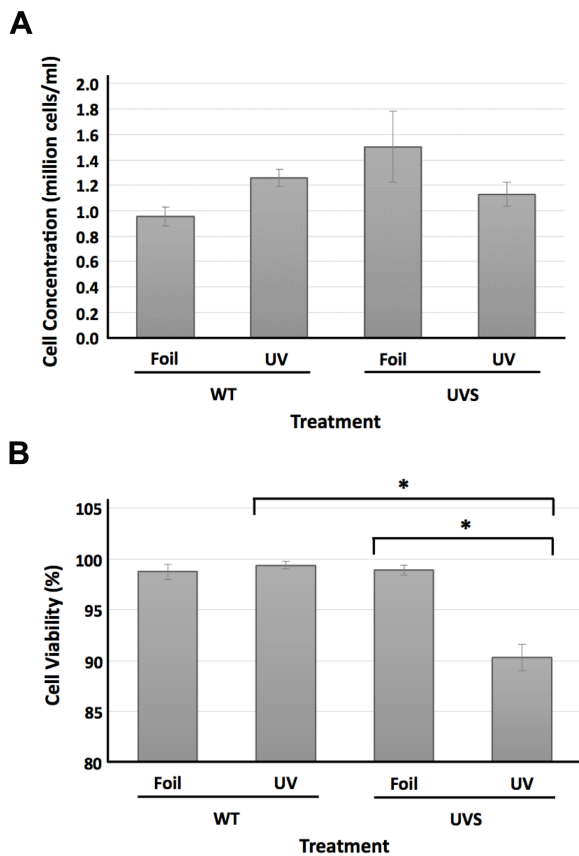 A
Cell Concentration (million cells/ml)
2.0
1.8
1.6
1.4
1.2
1.0
0.8
0.6
0.4
0.2
0.0
Foil UV Foil UV
WT UVS
Treatment
B
Cell Viability (%)
105
100
95
90
85
80
*
*
Foil UV Foil UV
WT UVS
Treatment